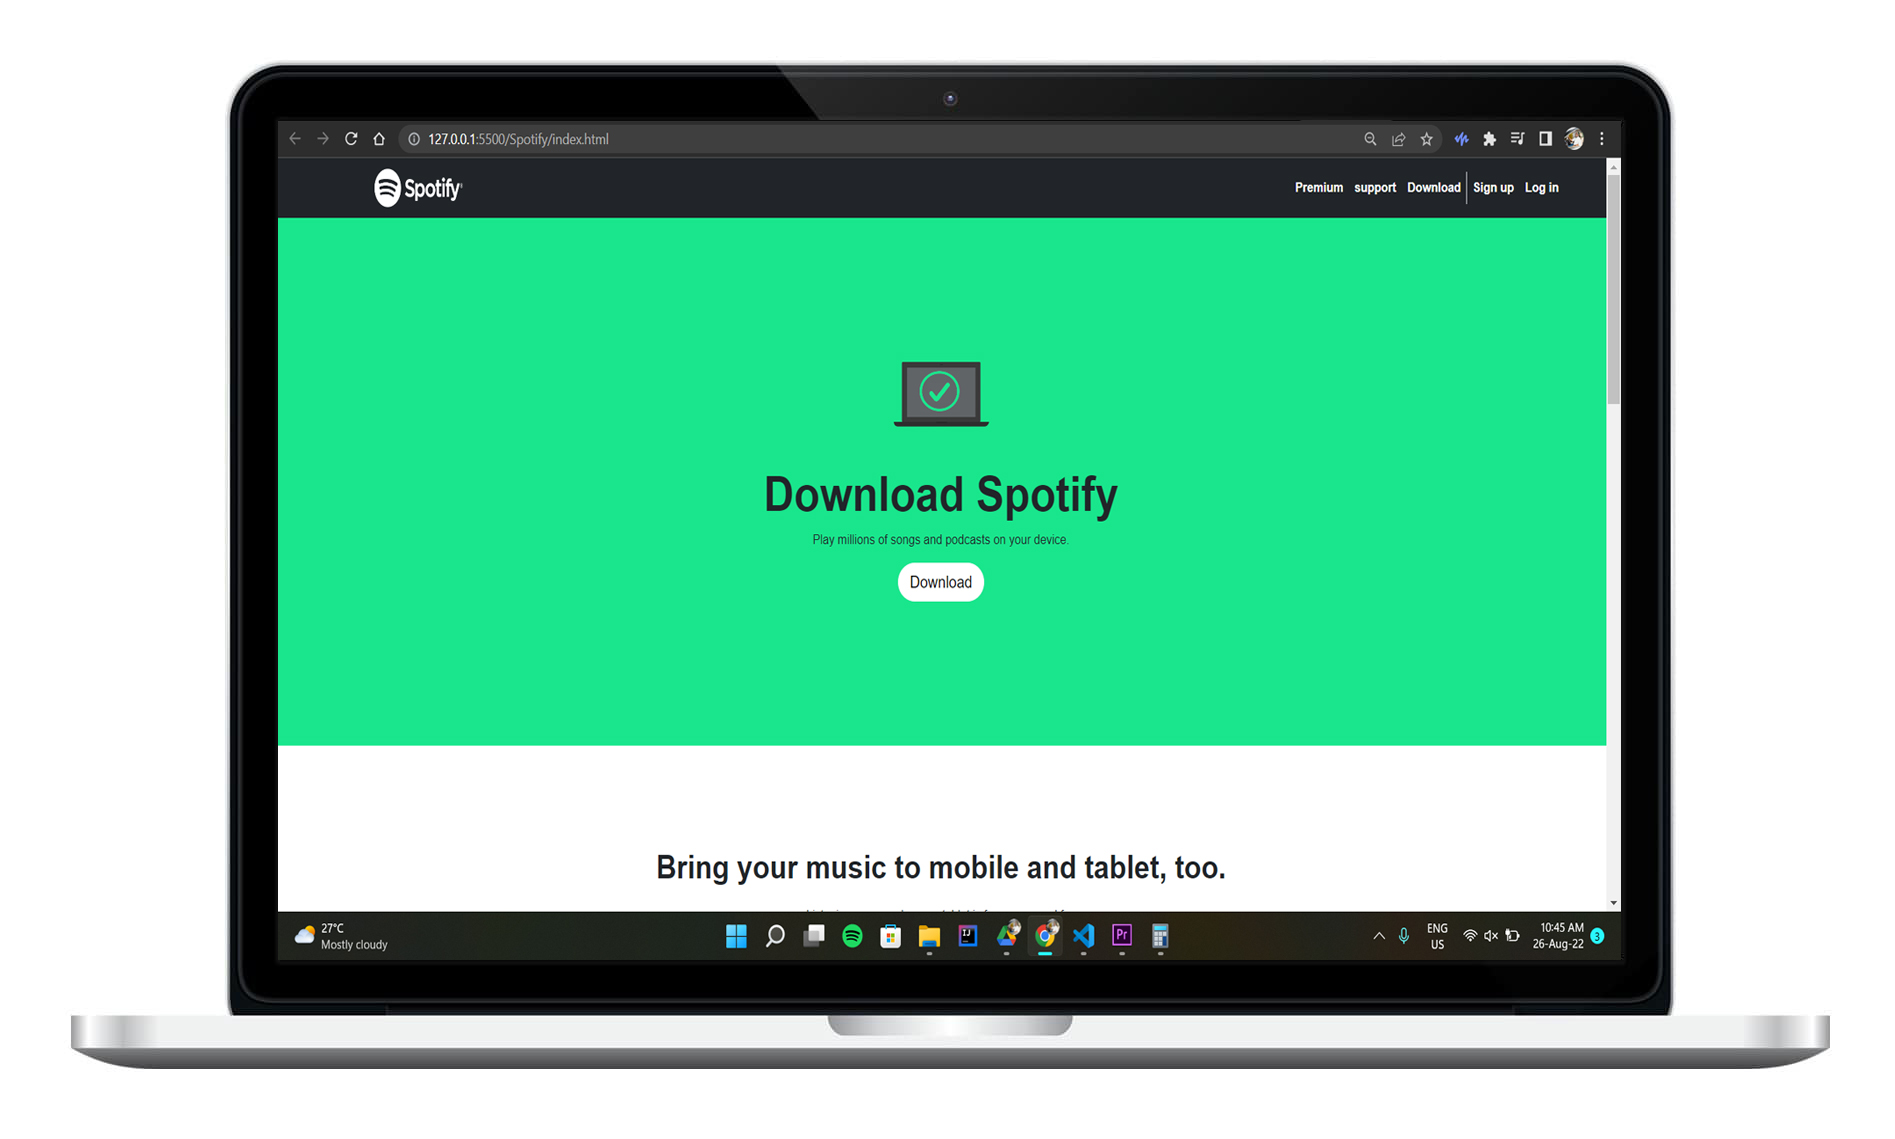 127.0.0.1:5500/Spotify/index.html
Spotify
Premium support Download Sign up Log in
Download Spotify
Play millions of songs and podcasts on your device.
Download
Bring your music to mobile and tablet, too.
27°C
Mostly cloudy
IJ
Pr
ENG
US
10:45 AM
26-Aug-22
3